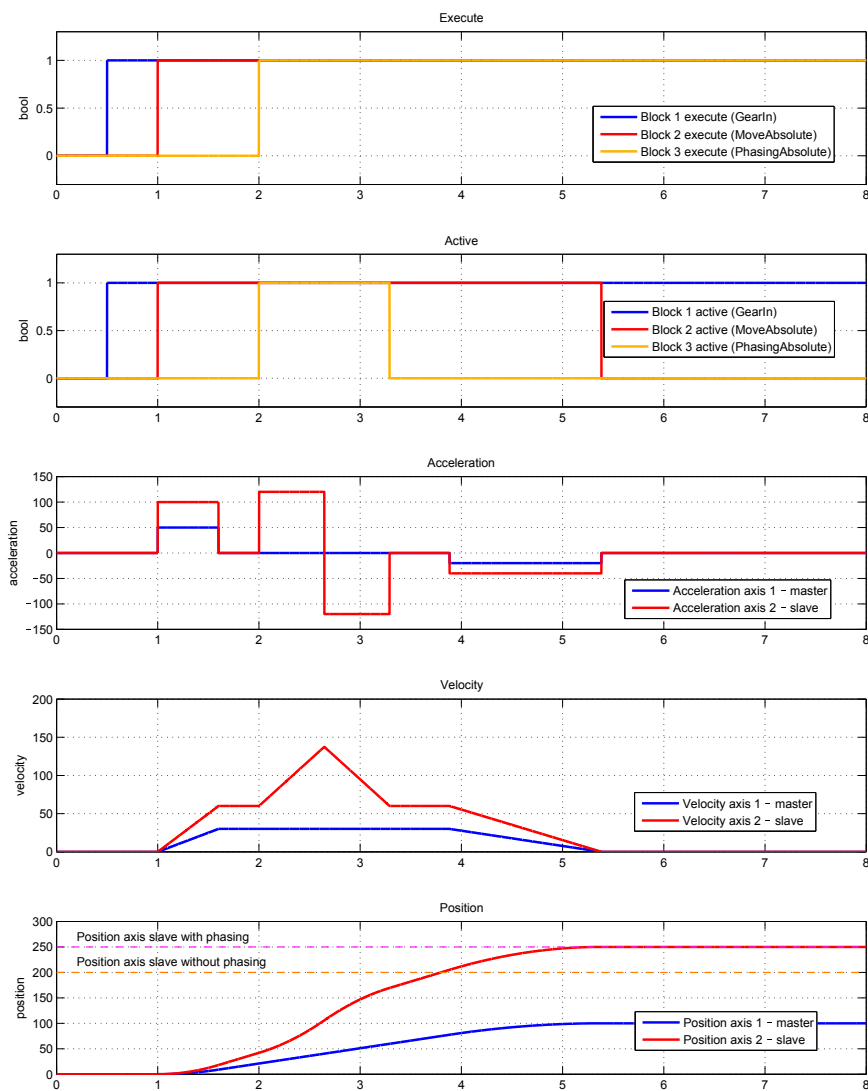 Execute
1
0.5
0
bool
Block 1 execute (GearIn)
Block 2 execute (MoveAbsolute)
Block 3 execute (PhasingAbsolute)
0 1 2 3 4 5 6 7 8
Active
1
0.5
0
bool
Block 1 active (GearIn)
Block 2 active (MoveAbsolute)
Block 3 active (PhasingAbsolute)
0 1 2 3 4 5 6 7 8
Acceleration
150
100
50
0
−50
−100
−150
acceleration
Acceleration axis 1 − master
Acceleration axis 2 − slave
0 1 2 3 4 5 6 7 8
Velocity
200
150
100
50
0
velocity
Velocity axis 1 − master
Velocity axis 2 − slave
0 1 2 3 4 5 6 7 8
Position
300
250
200
150
100
50
0
position
Position axis slave with phasing
Position axis slave without phasing
Position axis 1 − master
Position axis 2 − slave
0 1 2 3 4 5 6 7 8